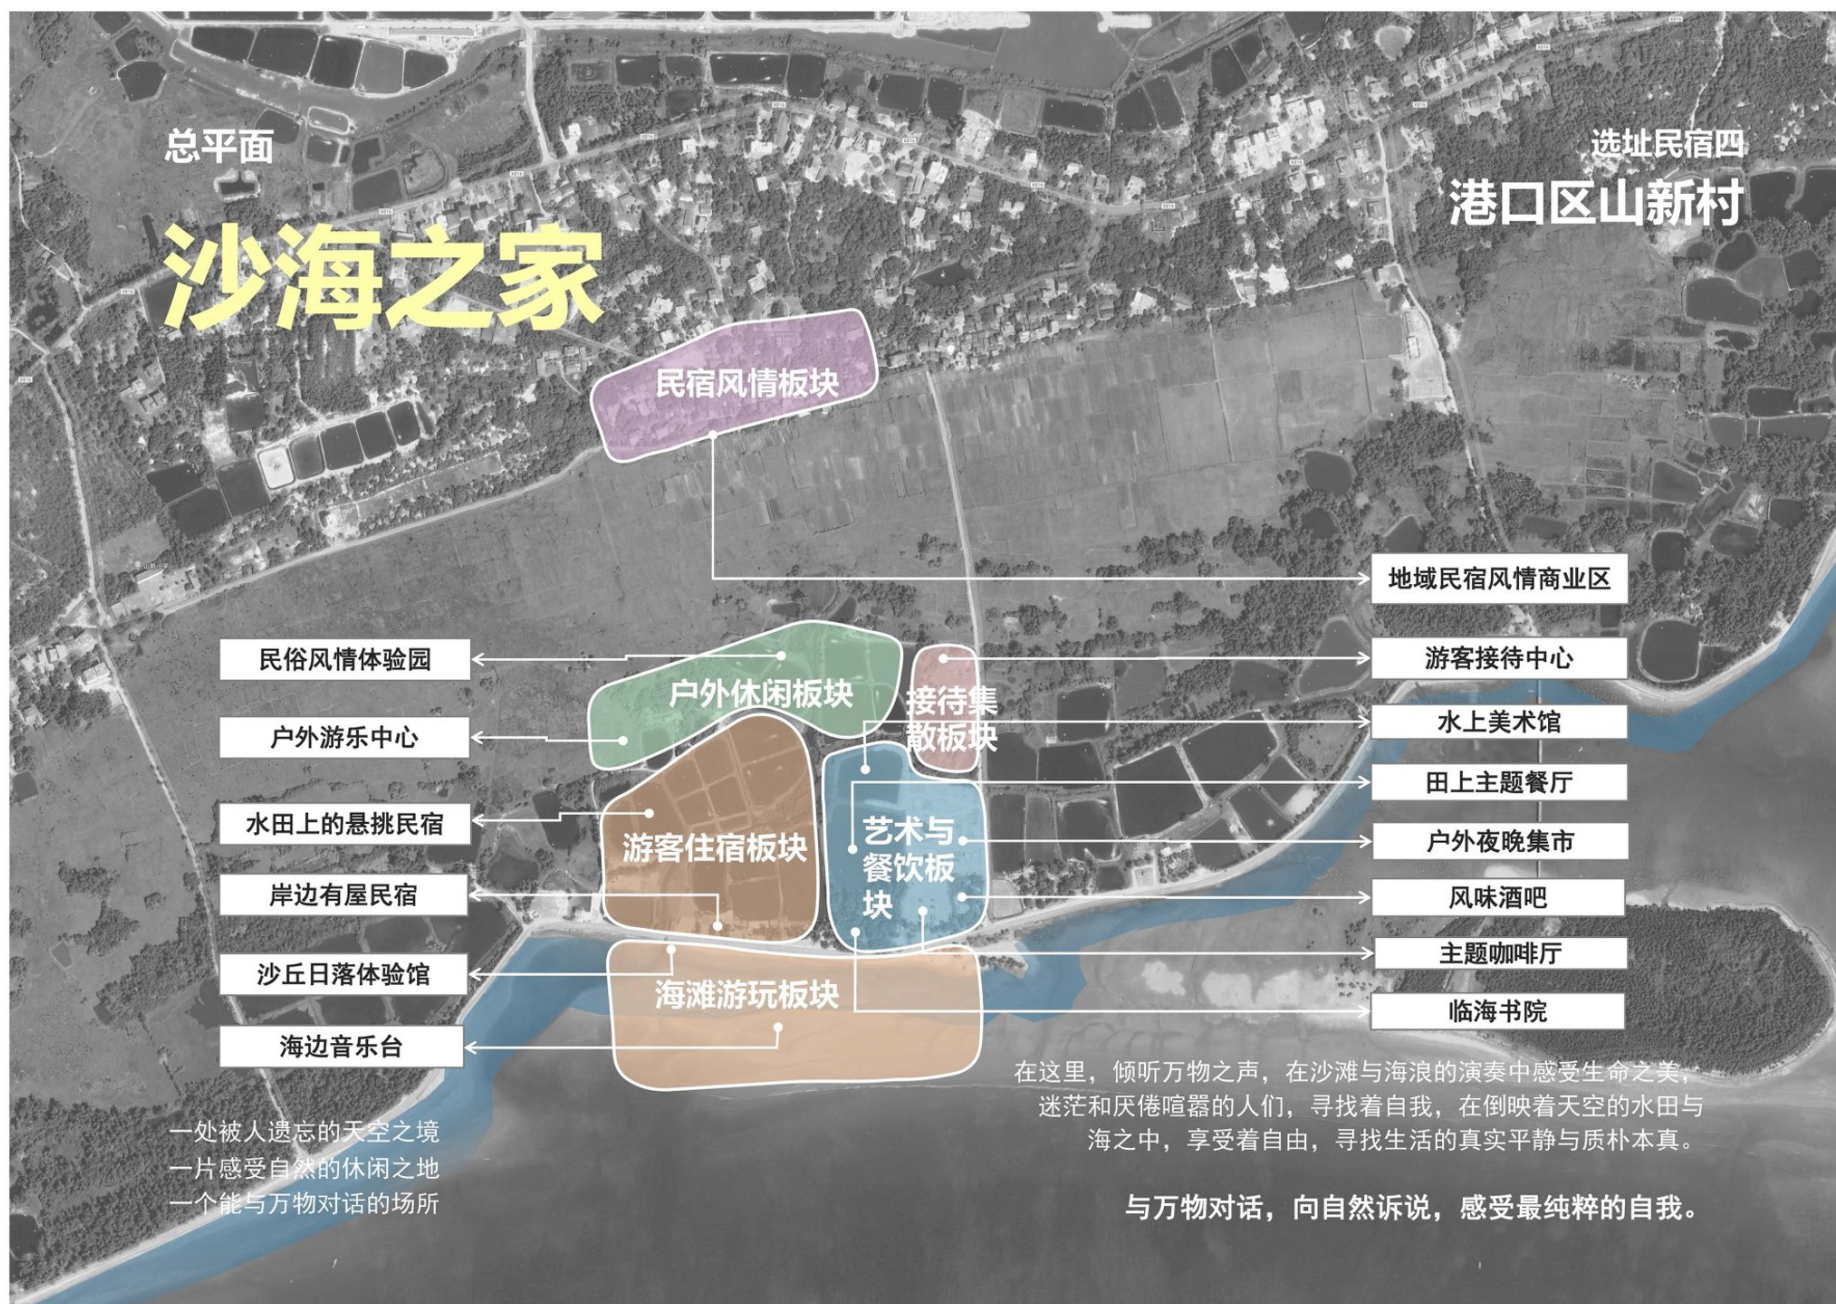 总平面
沙海之家
选址民宿四
港口区山新村
民宿风情板块
地域民宿风情商业区
民俗风情体验园
户外游乐中心
水田上的悬挑民宿
岸边有屋民宿
沙丘日落体验馆
海边音乐台
户外休闲板块
接待集
散板块
游客住宿板块
艺术与
餐饮板
块
海滩游玩板块
游客接待中心
水上美术馆
田上主题餐厅
户外夜晚集市
风味酒吧
主题咖啡厅
临海书院
一处被人遗忘的天空之境
一片感受自然的休闲之地
一个能与万物对话的场所
在这里，倾听万物之声，在沙滩与海浪的演奏中感受生命之美，
迷茫和厌倦喧嚣的人们，寻找着自我，在倒映着天空的水田与
海之中，享受着自由，寻找生活的真实平静与质朴本真。
与万物对话，向自然诉说，感受最纯粹的自我。